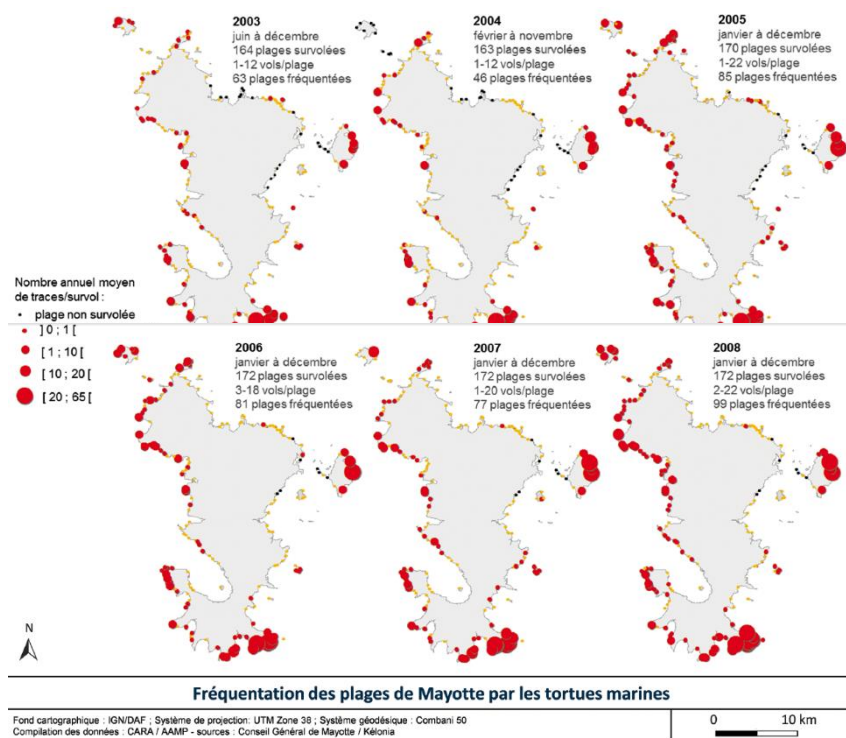 2003
juin à décembre
164 plages survolées
1-12 vols/plage
63 plages fréquentées
2004
février à novembre
163 plages survolées
1-12 vols/plage
46 plages fréquentées
2005
janvier à décembre
170 plages survolées
1-22 vols/plage
85 plages fréquentées
Nombre annuel moyen
de traces/survol :
plage non survolée
] 0 ; 1 [
[ 1 ; 10 [
[ 10 ; 20 [
[ 20 ; 65 [
2006
janvier à décembre
172 plages survolées
3-18 vols/plage
81 plages fréquentées
2007
janvier à décembre
172 plages survolées
1-20 vols/plage
77 plages fréquentées
2008
janvier à décembre
172 plages survolées
2-22 vols/plage
99 plages fréquentées
N
Fréquentation des plages de Mayotte par les tortues marines
Fond cartographique : IGN/DAF ; Système de projection: UTM Zone 38 ; Système géodésique : Combani 50
Compilation des données : CARA / AAMP - sources : Conseil Général de Mayotte / Kélonia
0 10 km